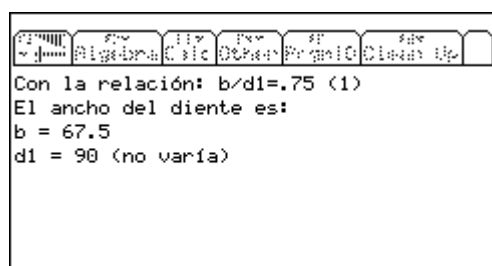 Algebra Calc Other PrgmIO Clean Up
Con la relación: b/d1=.75 (1)
El ancho del diente es:
b = 67.5
d1 = 90 (no varía)